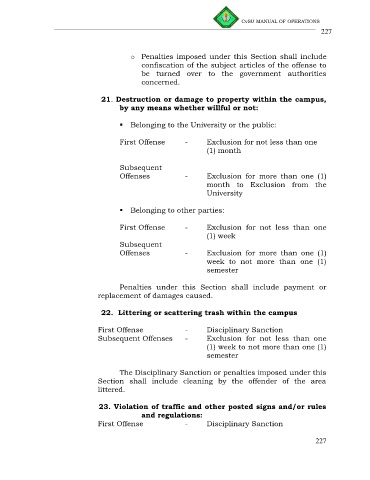 CvSU MANUAL OF OPERATIONS
227
o Penalties imposed under this Section shall include
confiscation of the subject articles of the offense to
be turned over to the government authorities
concerned.
21. Destruction or damage to property within the campus,
by any means whether willful or not:
▪ Belonging to the University or the public:
First Offense - Exclusion for not less than one
(1) month
Subsequent
Offenses - Exclusion for more than one (1)
month to Exclusion from the
University
▪ Belonging to other parties:
First Offense - Exclusion for not less than one
(1) week
Subsequent
Offenses - Exclusion for more than one (1)
week to not more than one (1)
semester
Penalties under this Section shall include payment or
replacement of damages caused.
22. Littering or scattering trash within the campus
First Offense - Disciplinary Sanction
Subsequent Offenses - Exclusion for not less than one
(1) week to not more than one (1)
semester
The Disciplinary Sanction or penalties imposed under this
Section shall include cleaning by the offender of the area
littered.
23. Violation of traffic and other posted signs and/or rules
and regulations:
First Offense - Disciplinary Sanction
227